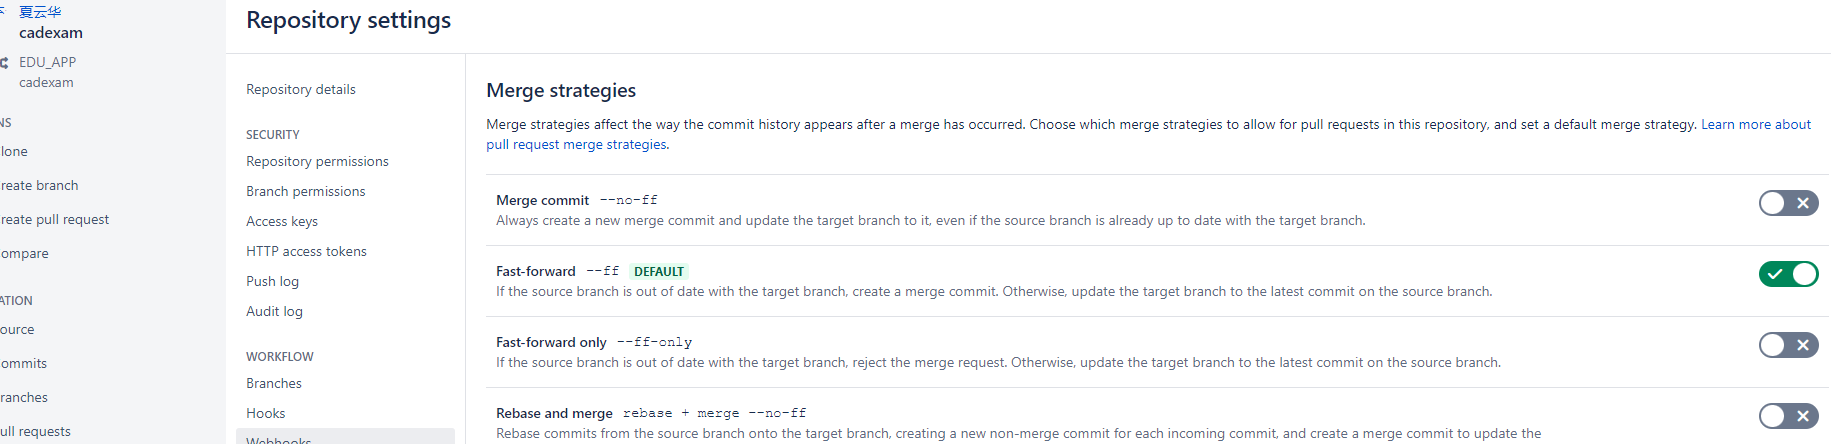 夏云华
cadexam
EDU_APP
cadexam
NS
lone
reate branch
reate pull request
ompare
ATION
ource
ommits
ranches
ull requests
Repository settings
Repository details
SECURITY
Repository permissions
Branch permissions
Access keys
HTTP access tokens
Push log
Audit log
WORKFLOW
Branches
Hooks
Webhooks
Merge strategies
Merge strategies affect the way the commit history appears after a merge has occurred. Choose which merge strategies to allow for pull requests in this repository, and set a default merge strategy. Learn more about
pull request merge strategies.
Merge commit --no-ff
Always create a new merge commit and update the target branch to it, even if the source branch is already up to date with the target branch.
Fast-forward --ff DEFAULT
If the source branch is out of date with the target branch, create a merge commit. Otherwise, update the target branch to the latest commit on the source branch.
Fast-forward only --ff-only
If the source branch is out of date with the target branch, reject the merge request. Otherwise, update the target branch to the latest commit on the source branch.
Rebase and merge rebase + merge --no-ff
Rebase commits from the source branch onto the target branch, creating a new non-merge commit for each incoming commit, and create a merge commit to update the